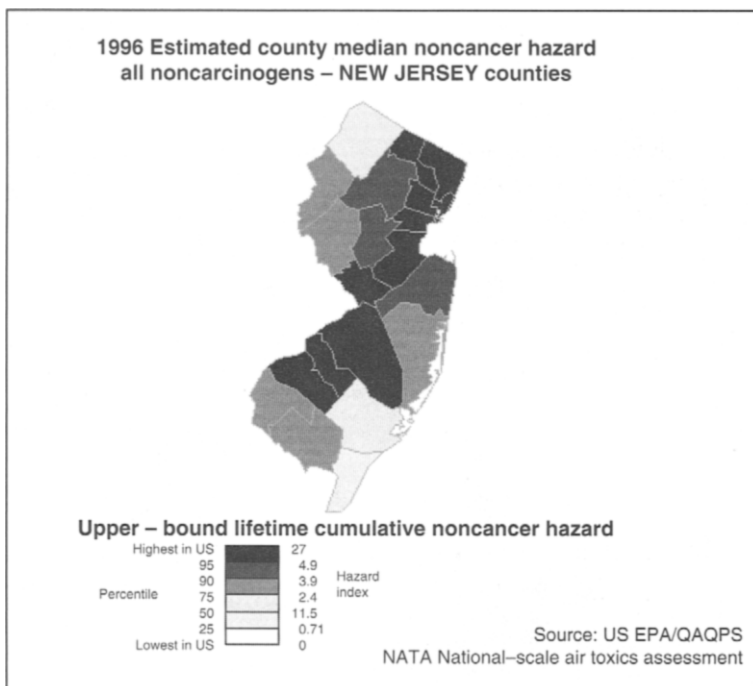 1996 Estimated county median noncancer hazard
all noncarcinogens – NEW JERSEY counties
Upper – bound lifetime cumulative noncancer hazard
Highest in US 27
95 4.9
90 3.9
Percentile 75 2.4 Hazard index
50 11.5
25 0.71
Lowest in US 0
Source: US EPA/QAQPS
NATA National–scale air toxics assessment